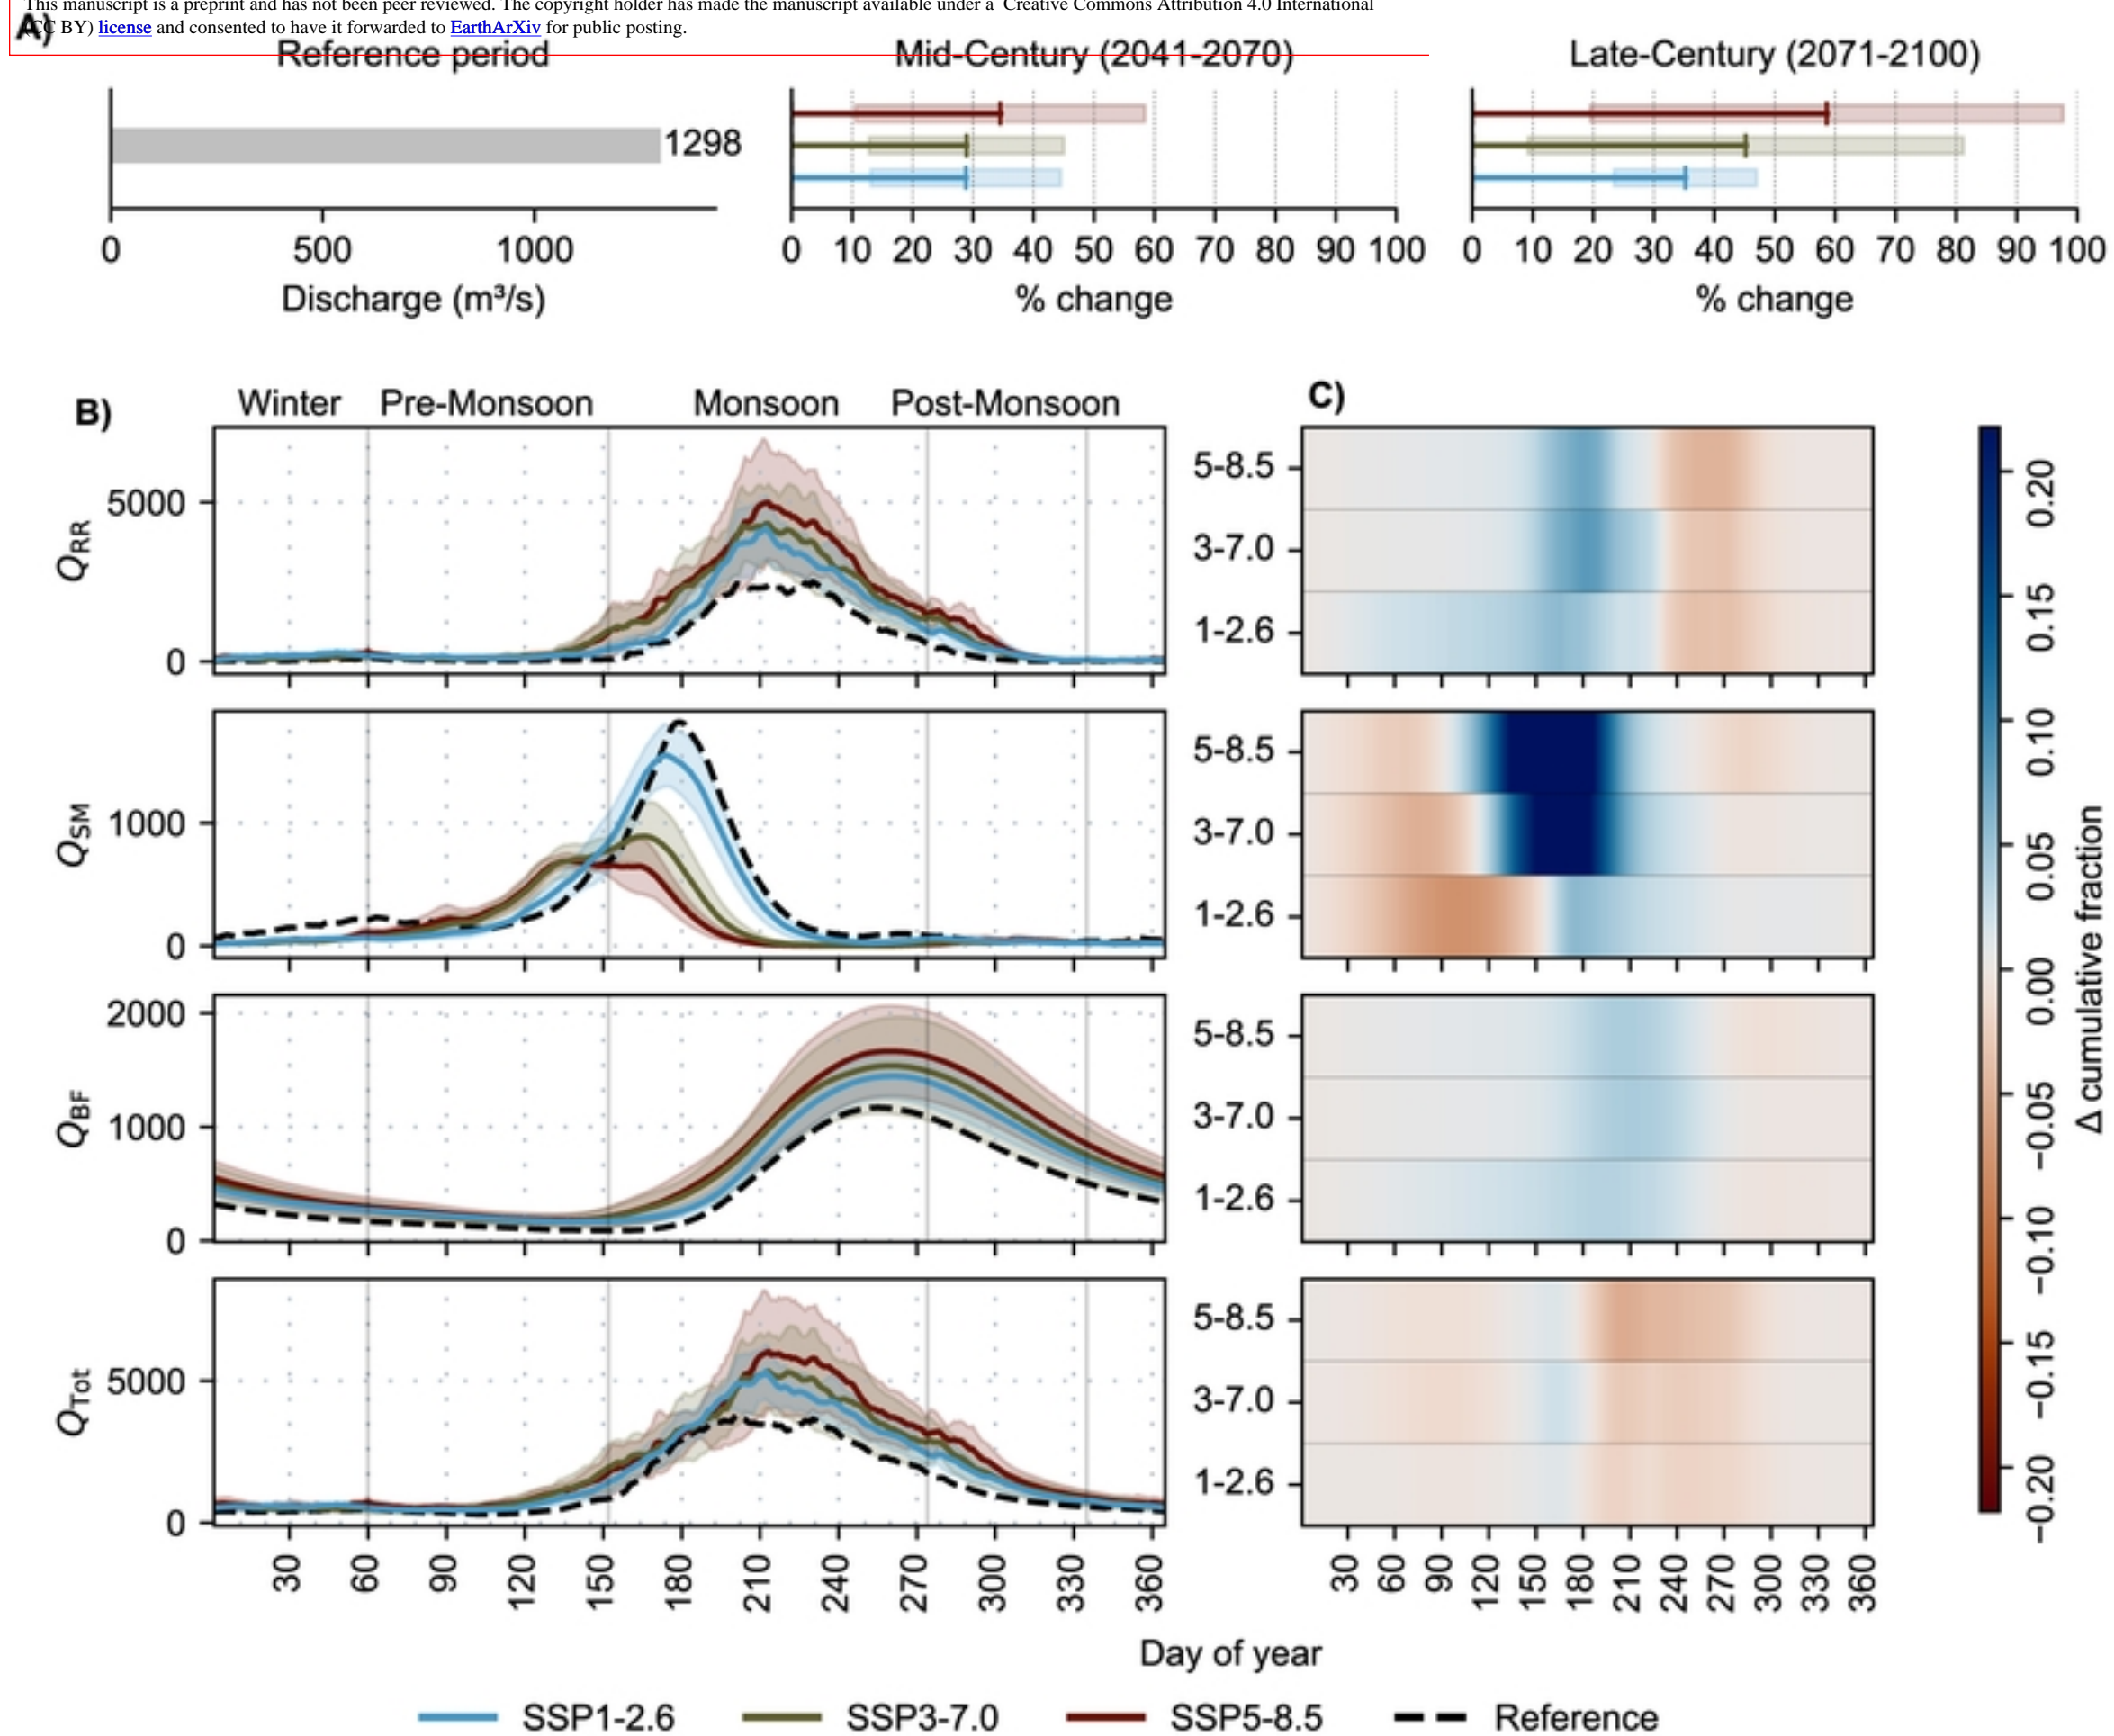 This manuscript is a preprint and has not been peer reviewed. The copyright holder has made the manuscript available under a Creative Commons Attribution 4.0 International
(CC BY) license and consented to have it forwarded to EarthArXiv for public posting.
A)
Reference period
Mid-Century (2041-2070)
Late-Century (2071-2100)
1298
0 500 1000
0 10 20 30 40 50 60 70 80 90 100
0 10 20 30 40 50 60 70 80 90 100
Discharge (m³/s)
% change
% change
B)
Winter Pre-Monsoon Monsoon Post-Monsoon
C)
QRR
5000
0
5-8.5
3-7.0
1-2.6
QSM
1000
0
5-8.5
3-7.0
1-2.6
QBF
2000
1000
0
5-8.5
3-7.0
1-2.6
QTot
5000
0
5-8.5
3-7.0
1-2.6
30 60 90 120 150 180 210 240 270 300 330 360
30 60 90 120 150 180 210 240 270 300 330 360
Day of year
0.20
0.15
0.10
0.05
0.00
−0.05
−0.10
−0.15
−0.20
Δ cumulative fraction
SSP1-2.6 SSP3-7.0 SSP5-8.5 Reference